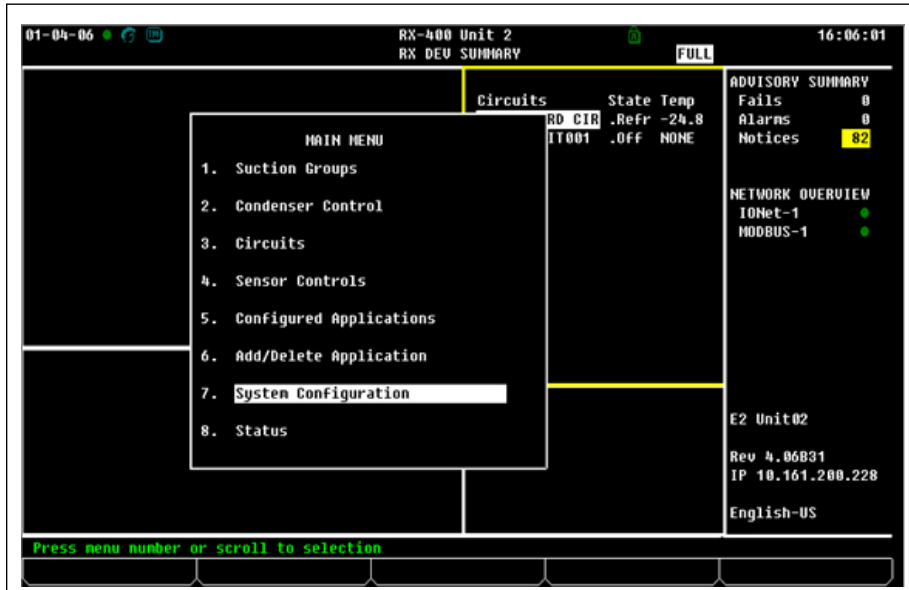 01-04-06 RX-400 Unit 2 16:06:01
RX DEV SUMMARY FULL
Circuits State Temp
RD CIR .Refr -24.8
IT001 .Off NONE
MAIN MENU
1. Suction Groups
2. Condenser Control
3. Circuits
4. Sensor Controls
5. Configured Applications
6. Add/Delete Application
7. System Configuration
8. Status
ADVISORY SUMMARY
Fails 0
Alarms 0
Notices 82
NETWORK OVERVIEW
IONet-1
MODBUS-1
E2 Unit02
Rev 4.06B31
IP 10.161.200.228
English-US
Press menu number or scroll to selection